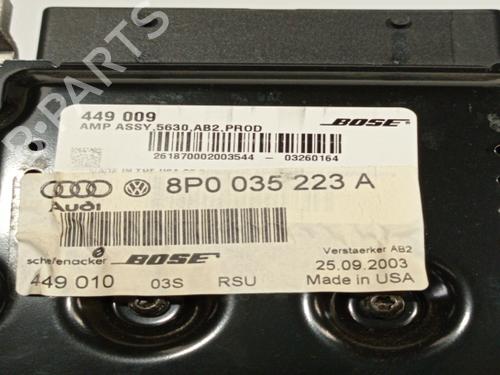 B-PARTS
449 009
AMP ASSY,5630,AB2,PROD
BOSE
261870002003544 - 03260164
Audi
8P0 035 223 A
schefenacker
BOSE
Verstaerker AB2
25.09.2003
449 010
03S
RSU
Made in USA